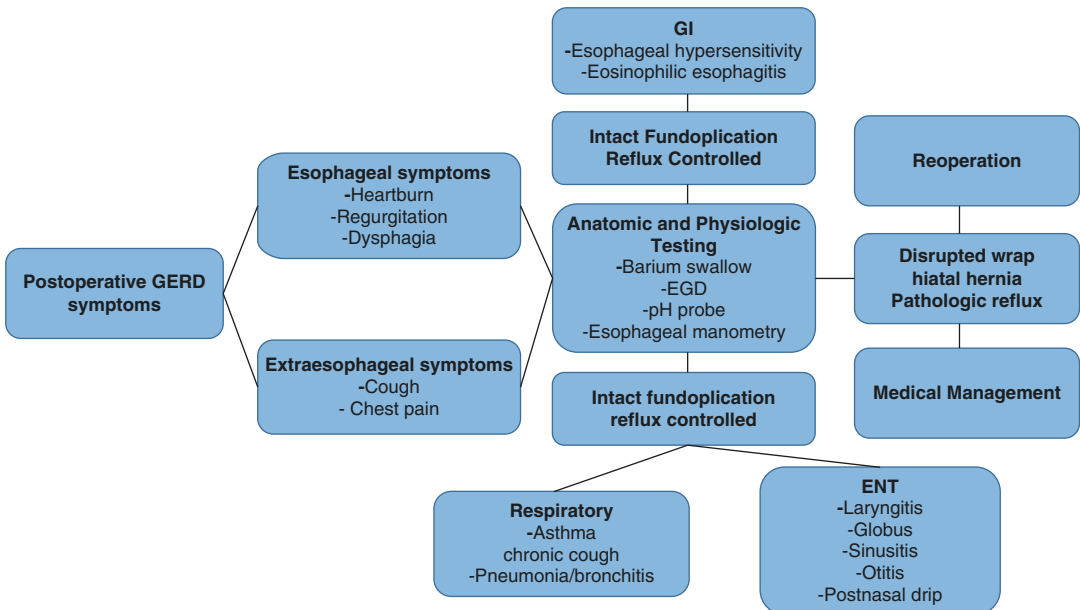 GI
-Esophageal hypersensitivity
-Eosinophilic esophagitis
Intact Fundoplication
Reflux Controlled
Reoperation
Esophageal symptoms
-Heartburn
-Regurgitation
-Dysphagia
Anatomic and Physiologic
Testing
-Barium swallow
-EGD
-pH probe
-Esophageal manometry
Disrupted wrap
hiatal hernia
Pathologic reflux
Postoperative GERD
symptoms
Extraesophageal symptoms
-Cough
- Chest pain
Intact fundoplication
reflux controlled
Medical Management
Respiratory
-Asthma
chronic cough
-Pneumonia/bronchitis
ENT
-Laryngitis
-Globus
-Sinusitis
-Otitis
-Postnasal drip